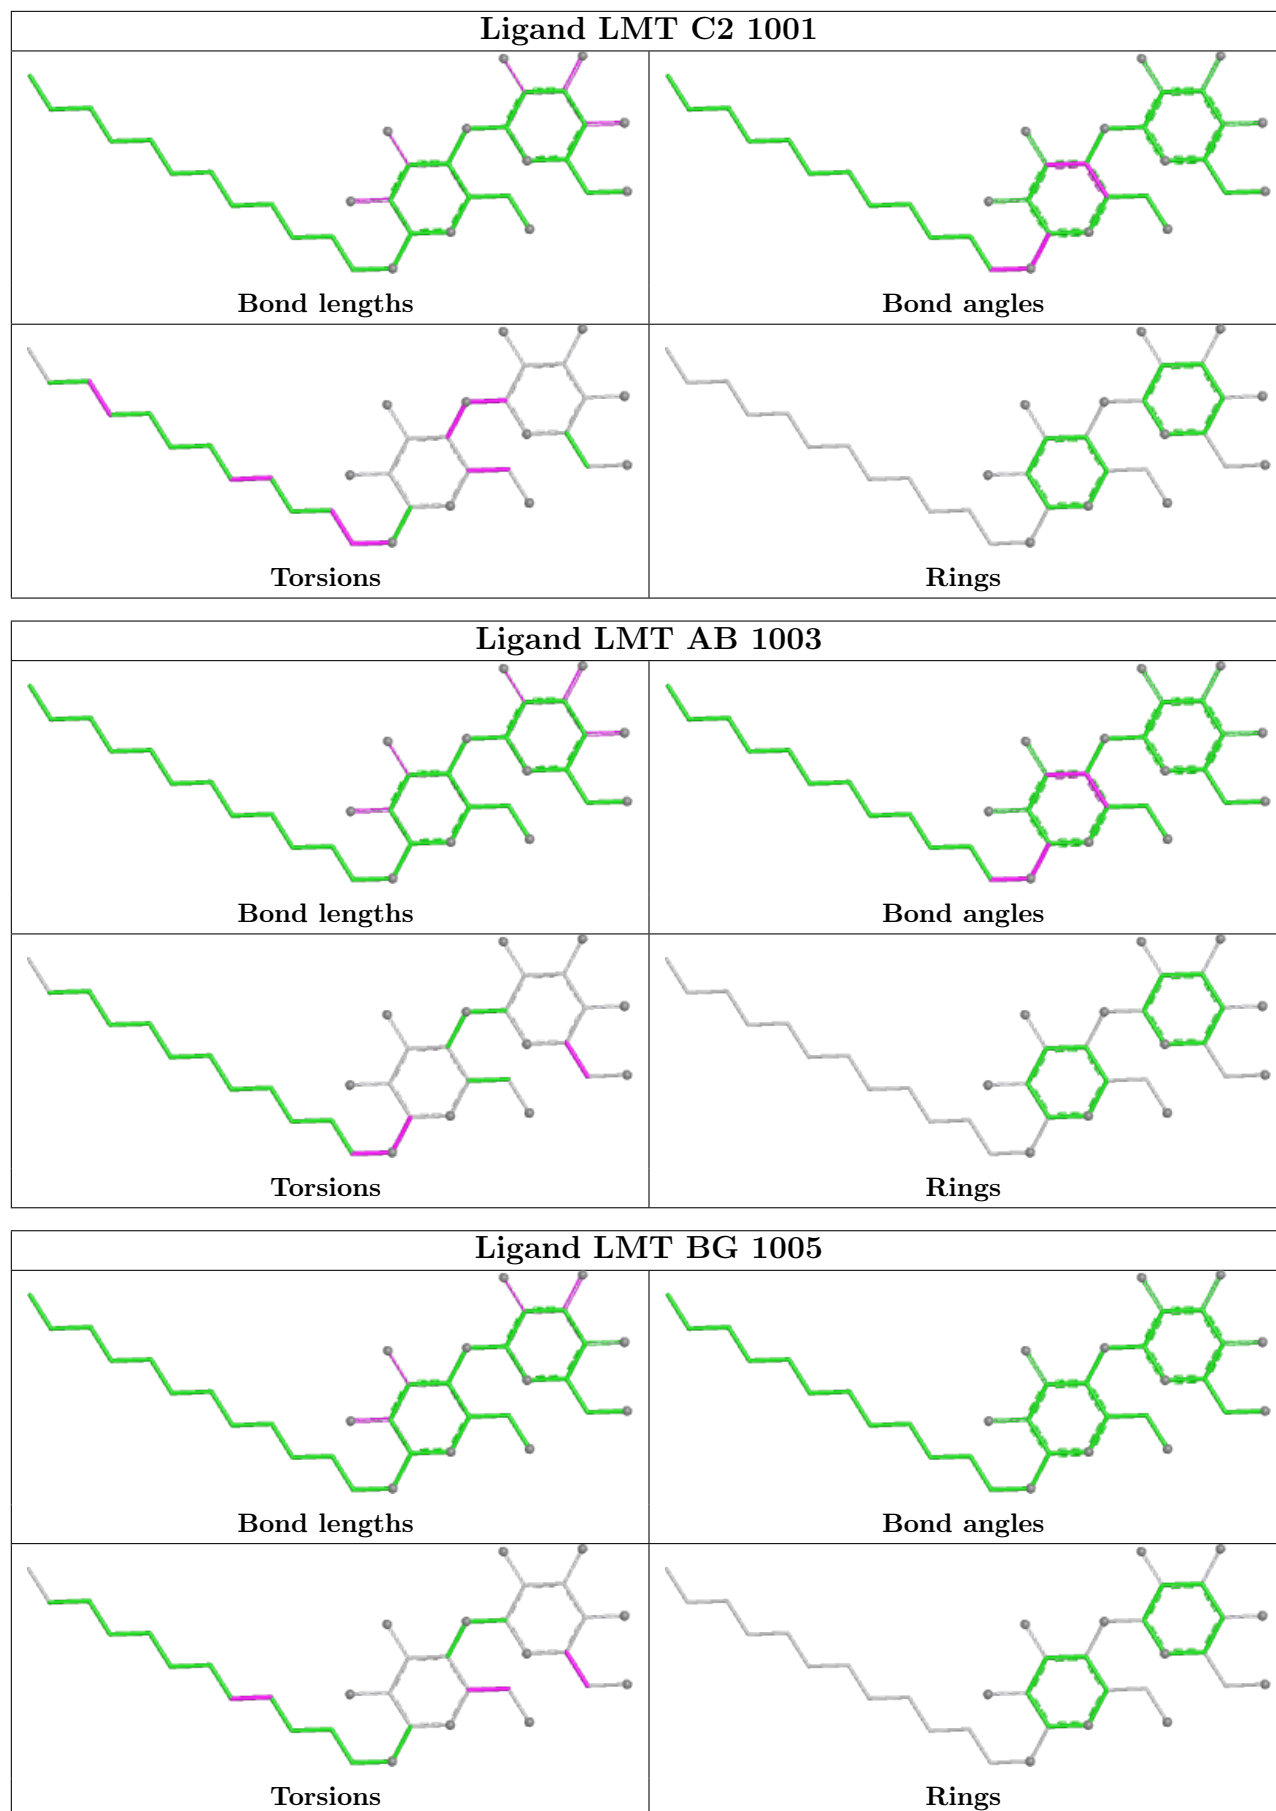 Ligand LMT C2 1001
Bond lengths
Bond angles
Torsions
Rings
Ligand LMT AB 1003
Bond lengths
Bond angles
Torsions
Rings
Ligand LMT BG 1005
Bond lengths
Bond angles
Torsions
Rings